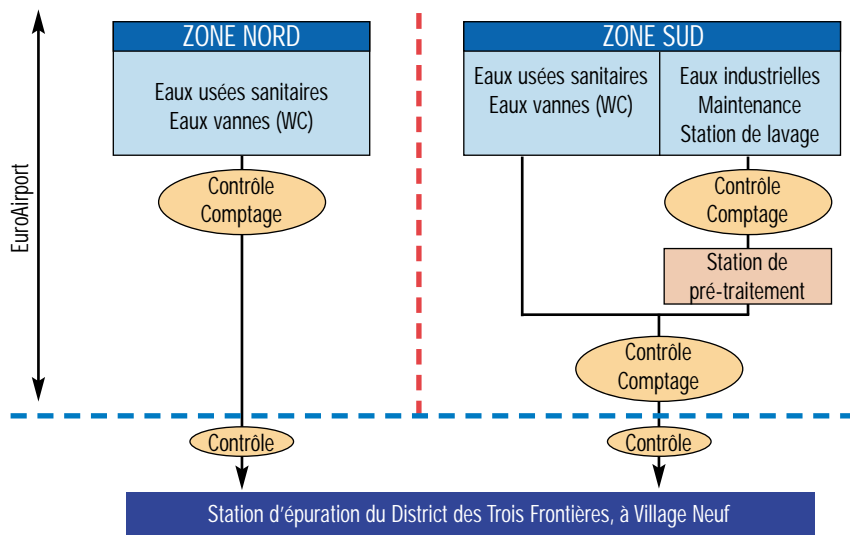 EuroAirport
ZONE NORD
Eaux usées sanitaires
Eaux vannes (WC)
Contrôle
Comptage
ZONE SUD
Eaux usées sanitaires
Eaux vannes (WC)
Eaux industrielles
Maintenance
Station de lavage
Contrôle
Comptage
Station de
pré-traitement
Contrôle
Comptage
Contrôle
Contrôle
Station d'épuration du District des Trois Frontières, à Village Neuf